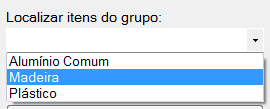 Localizar itens do grupo:
Alumínio Comum
Madeira
Plástico